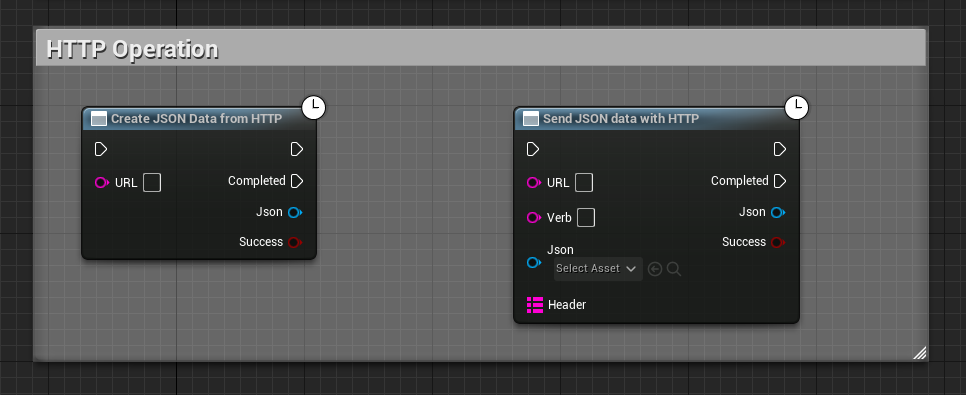 HTTP Operation
Create JSON Data from HTTP
URL
Completed
Json
Success
Send JSON data with HTTP
URL
Completed
Verb
Json
Success
Json
Select Asset
Header